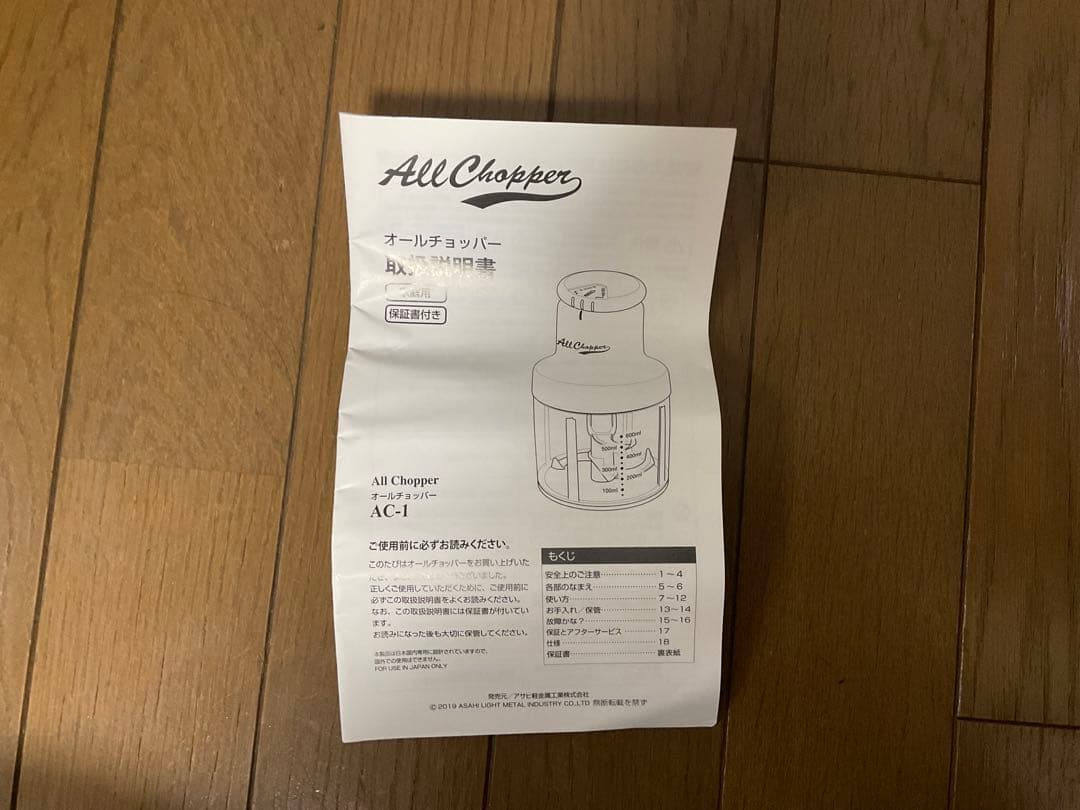 All Chopper
オールチョッパー
取扱説明書
家庭用
保証書付き
All Chopper
600ml
500ml
400ml
300ml
200ml
100ml
All Chopper
オールチョッパー
AC-1
ご使用前に必ずお読みください。
このたびはオールチョッパーをお買い上げいた
ございました。
正しくご使用していただくために、ご使用前に
必ずこの取扱説明書をよくお読みください。
なお、この取扱説明書には保証書が付いていま
す。
お読みになった後も大切に保管してください。
※製品は日本国内専用に設計されていますので、
国外での使用はできません。
FOR USE IN JAPAN ONLY
もくじ
安全上のご注意 1～4
各部のなまえ 5～6
使い方 7～12
お手入れ／保管 13～14
故障かな？ 15～16
保証とアフターサービス 17
仕様 18
保証書 裏表紙
発売元／アサヒ軽金属工業株式会社
©2019 ASAHI LIGHT METAL INDUSTRY CO.,LTD 無断転載を禁ず